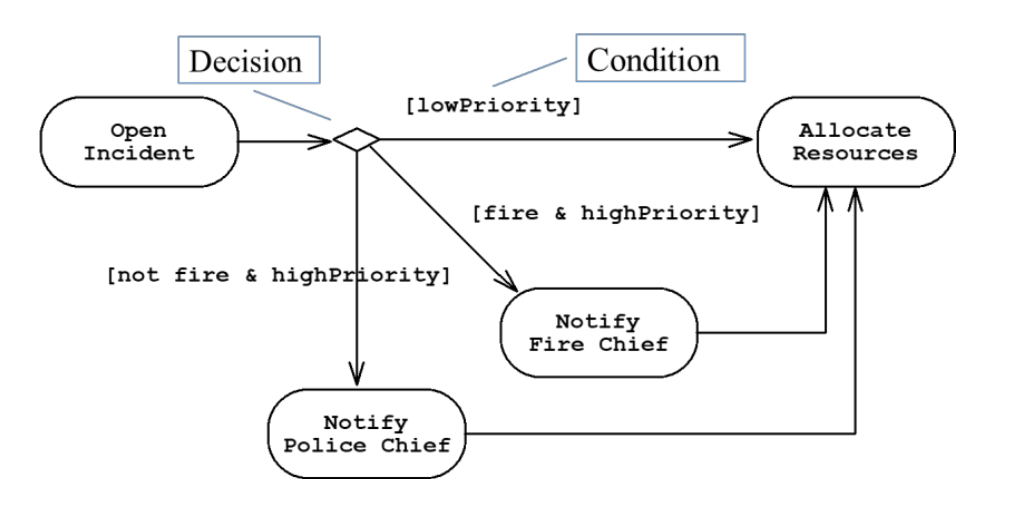 Decision
Condition
[lowPriority]
Open
Incident
Allocate
Resources
[fire & highPriority]
[not fire & highPriority]
Notify
Fire Chief
Notify
Police Chief